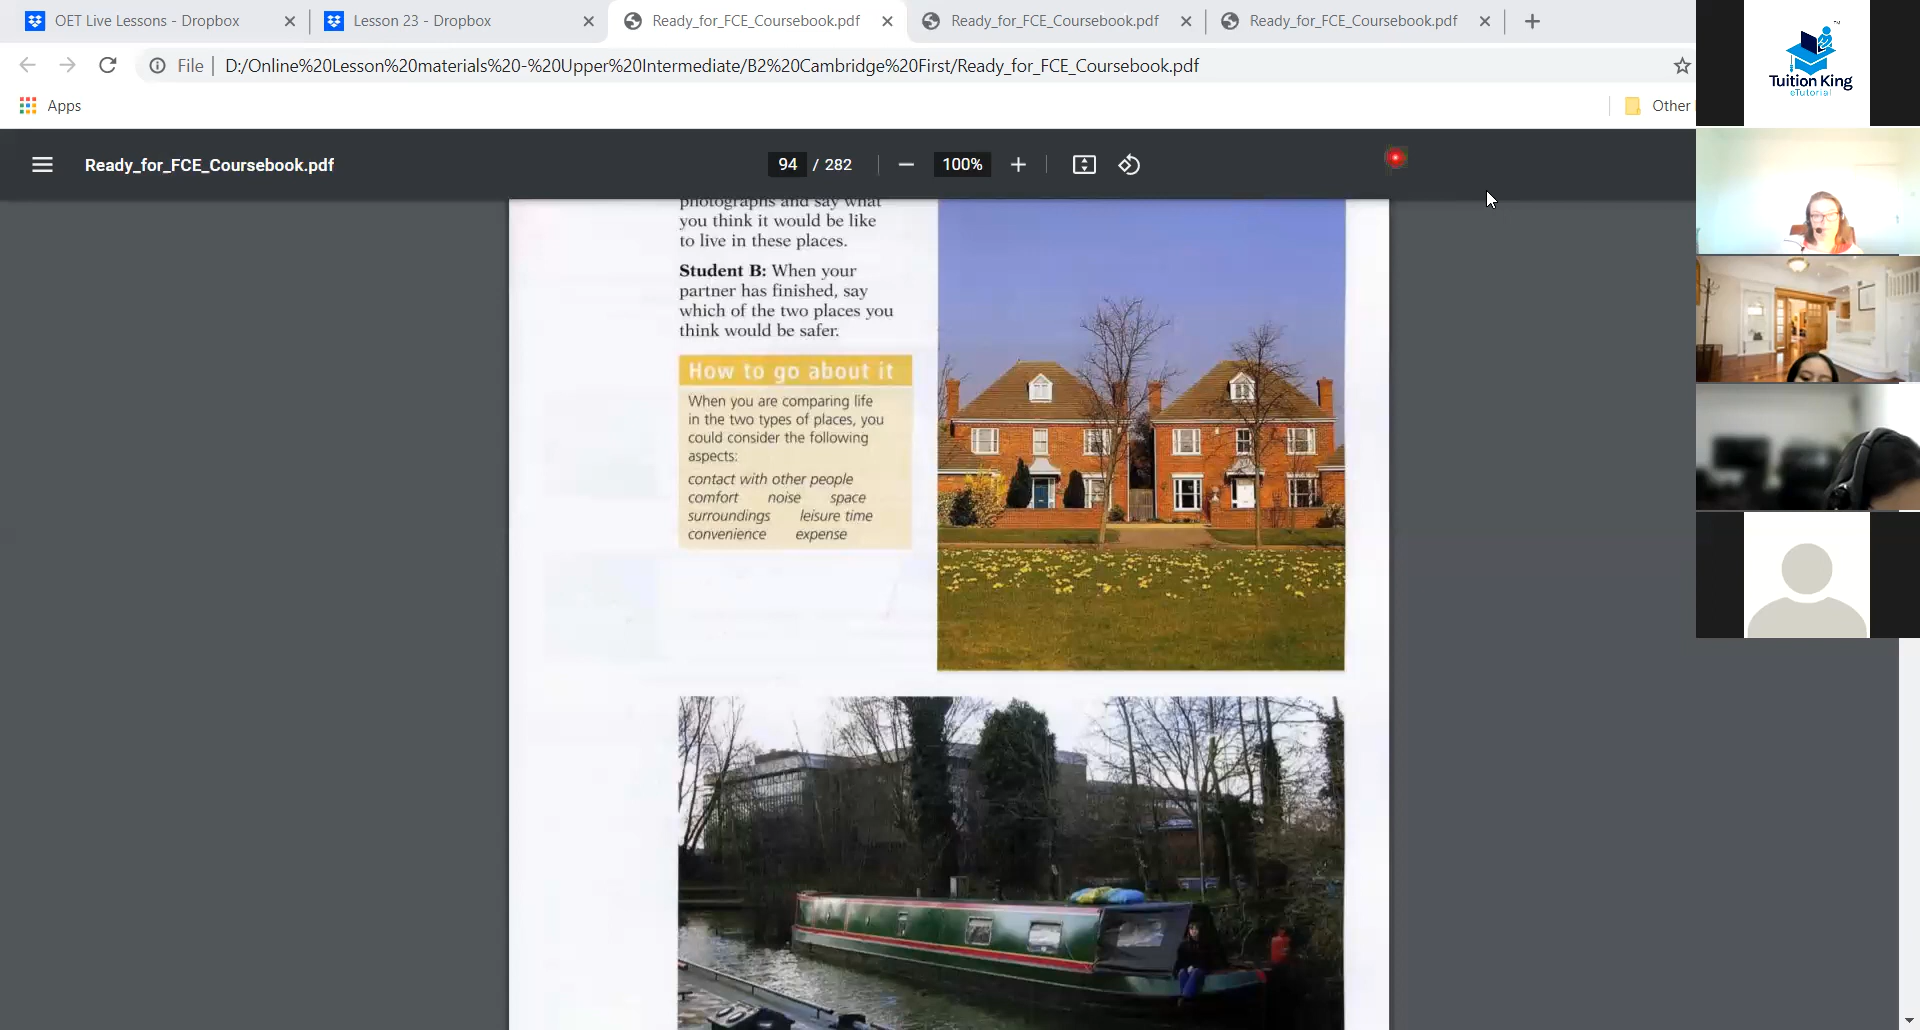 OET Live Lessons - Dropbox
Lesson 23 - Dropbox
Ready_for_FCE_Coursebook.pdf
Ready_for_FCE_Coursebook.pdf
Ready_for_FCE_Coursebook.pdf
File
D:/Online%20Lesson%20materials%20-%20Upper%20Intermediate/B2%20Cambridge%20First/Ready_for_FCE_Coursebook.pdf
Apps
Other
Tuition King
eTutorial
Ready_for_FCE_Coursebook.pdf
94 / 282
100%
photographs and say what
you think it would be like
to live in these places.
Student B: When your
partner has finished, say
which of the two places you
think would be safer.
How to go about it
When you are comparing life
in the two types of places, you
could consider the following
aspects:
contact with other people
comfort noise space
surroundings leisure time
convenience expense